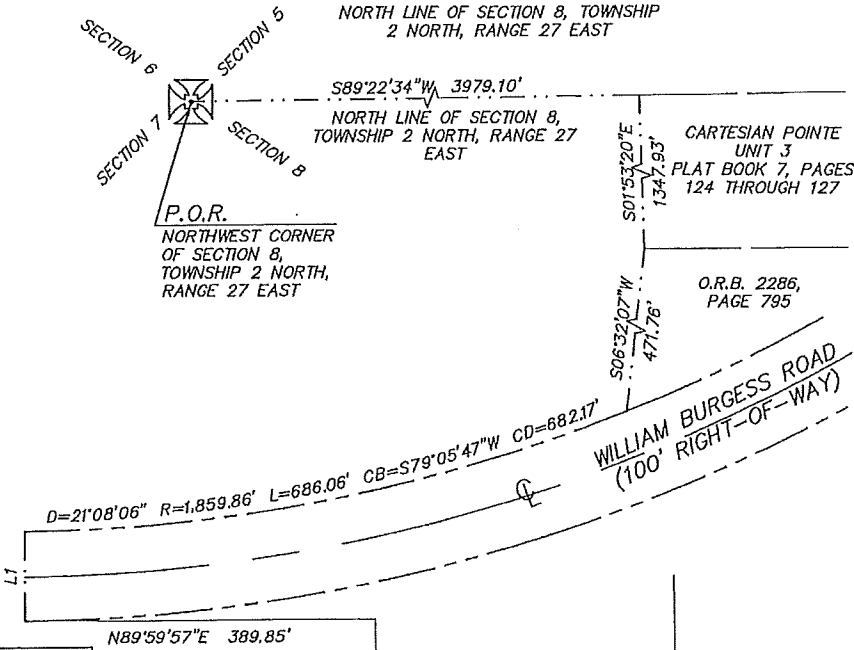 NORTH LINE OF SECTION 8, TOWNSHIP
2 NORTH, RANGE 27 EAST
SECTION 6
SECTION 5
SECTION 7
SECTION 8
S89°22'34"W 3979.10'
NORTH LINE OF SECTION 8,
TOWNSHIP 2 NORTH, RANGE 27
EAST
S01°53'20"E
1347.93'
CARTESIAN POINTE
UNIT 3
PLAT BOOK 7, PAGES
124 THROUGH 127
P.O.R.
NORTHWEST CORNER
OF SECTION 8,
TOWNSHIP 2 NORTH,
RANGE 27 EAST
O.R.B. 2286,
PAGE 795
S06°32'07"W
471.76'
WILLIAM BURGESS ROAD
(100' RIGHT-OF-WAY)
D=21°08'06" R=1,859.86' L=686.06' CB=S79°05'47"W CD=682.17'
℄
L1
N89°59'57"E 389.85'